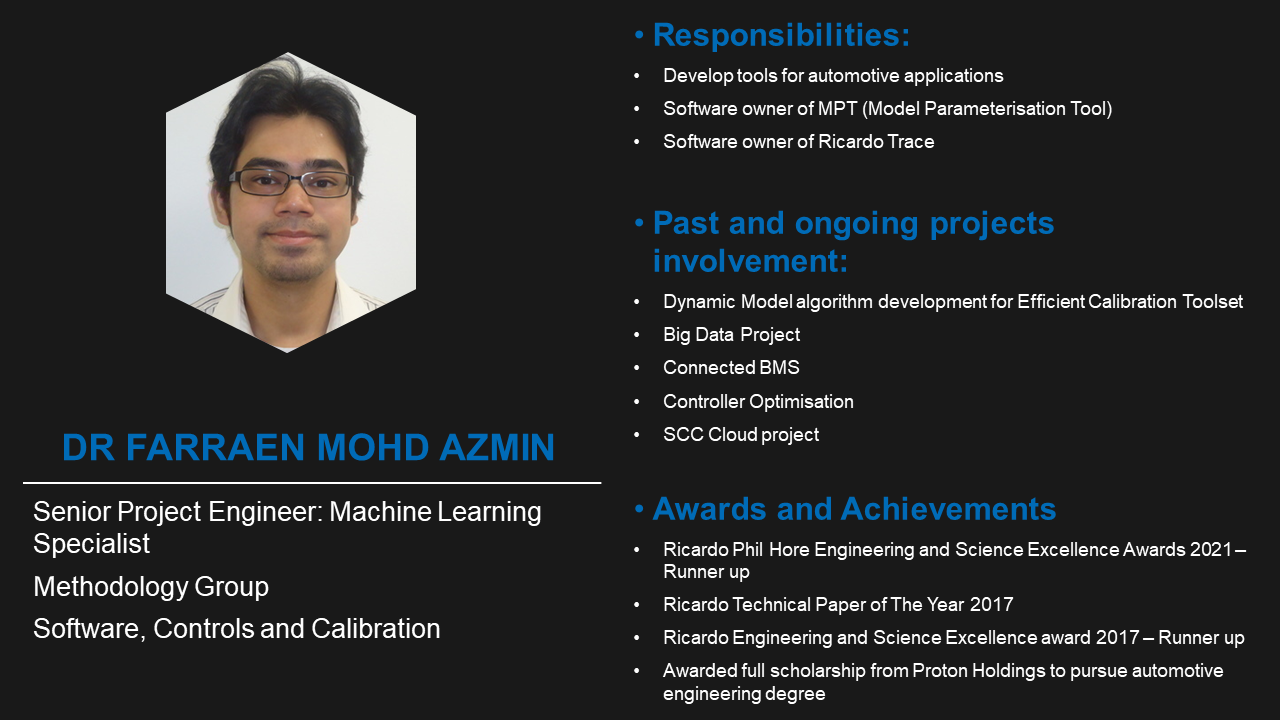 DR FARRAEN MOHD AZMIN
Senior Project Engineer: Machine Learning
Specialist
Methodology Group
Software, Controls and Calibration
• Responsibilities:
• Develop tools for automotive applications
• Software owner of MPT (Model Parameterisation Tool)
• Software owner of Ricardo Trace
• Past and ongoing projects
involvement:
• Dynamic Model algorithm development for Efficient Calibration Toolset
• Big Data Project
• Connected BMS
• Controller Optimisation
• SCC Cloud project
• Awards and Achievements
• Ricardo Phil Hore Engineering and Science Excellence Awards 2021 –
Runner up
• Ricardo Technical Paper of The Year 2017
• Ricardo Engineering and Science Excellence award 2017 – Runner up
• Awarded full scholarship from Proton Holdings to pursue automotive
engineering degree